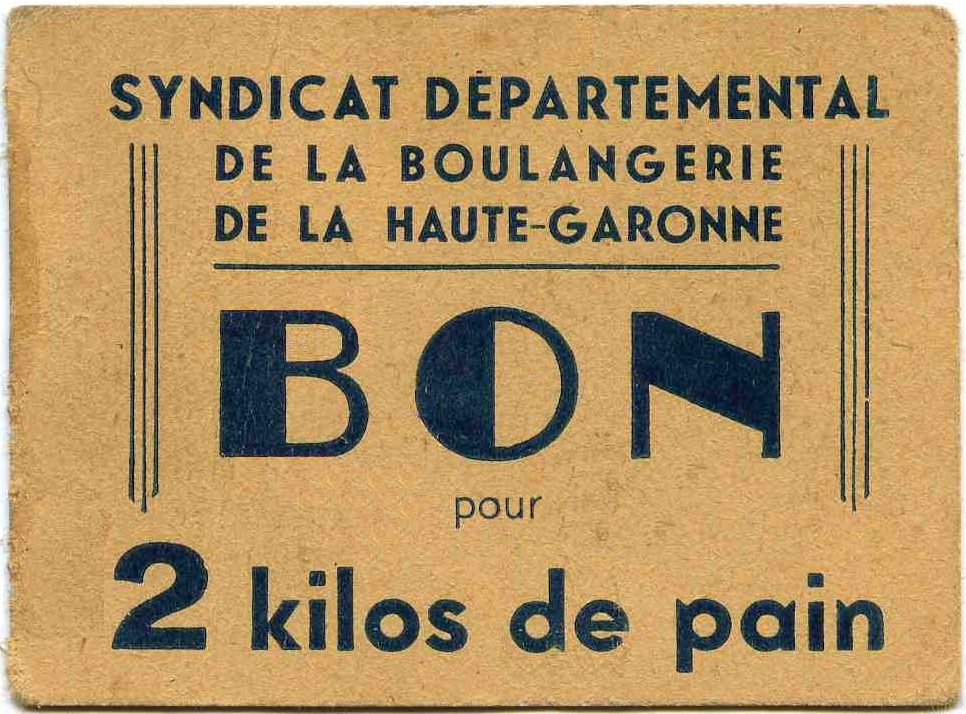 SYNDICAT DÉPARTEMENTAL
DE LA BOULANGERIE
DE LA HAUTE-GARONNE
BON
pour
2 kilos de pain